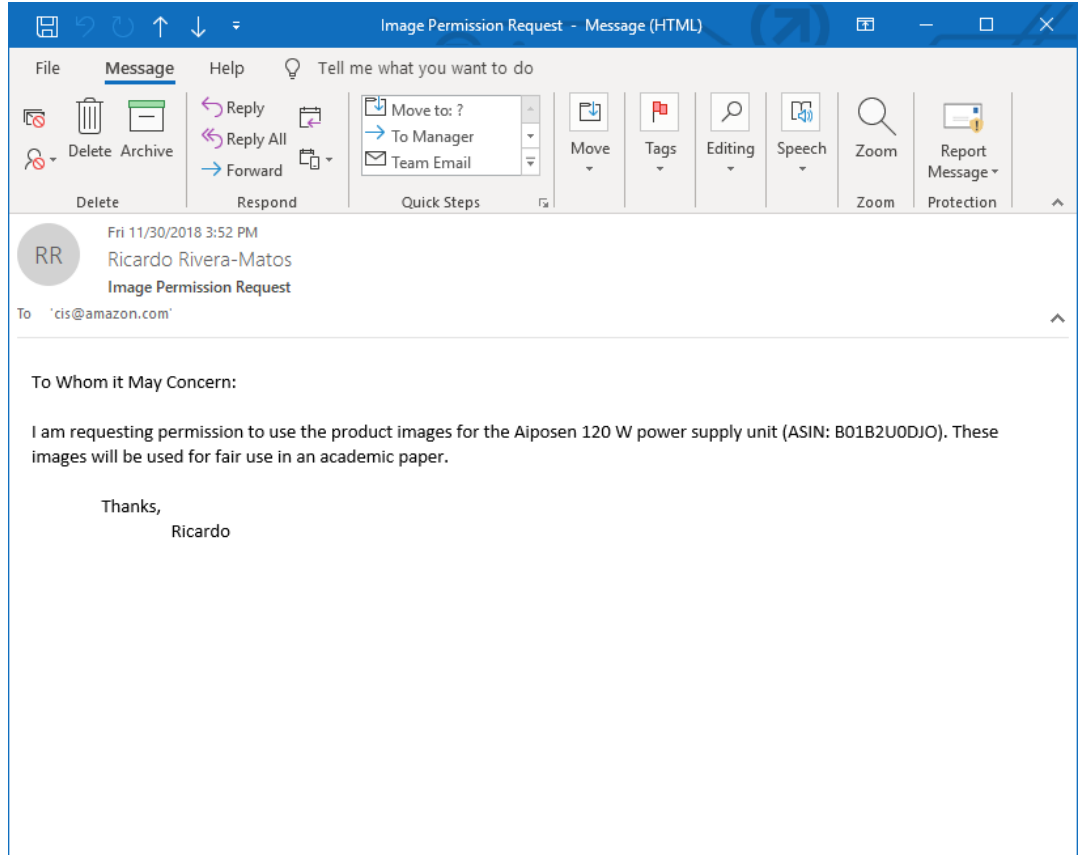 Image Permission Request - Message (HTML)
File Message Help Tell me what you want to do
Delete Archive
Reply
Reply All
Forward
Move to: ?
To Manager
Team Email
Move
Tags
Editing
Speech
Zoom
Report
Message
Delete Respond Quick Steps Zoom Protection
RR
Fri 11/30/2018 3:52 PM
Ricardo Rivera-Matos
Image Permission Request
To 'cis@amazon.com'
To Whom it May Concern:
I am requesting permission to use the product images for the Aiposen 120 W power supply unit (ASIN: B01B2U0DJO). These
images will be used for fair use in an academic paper.
Thanks,
Ricardo